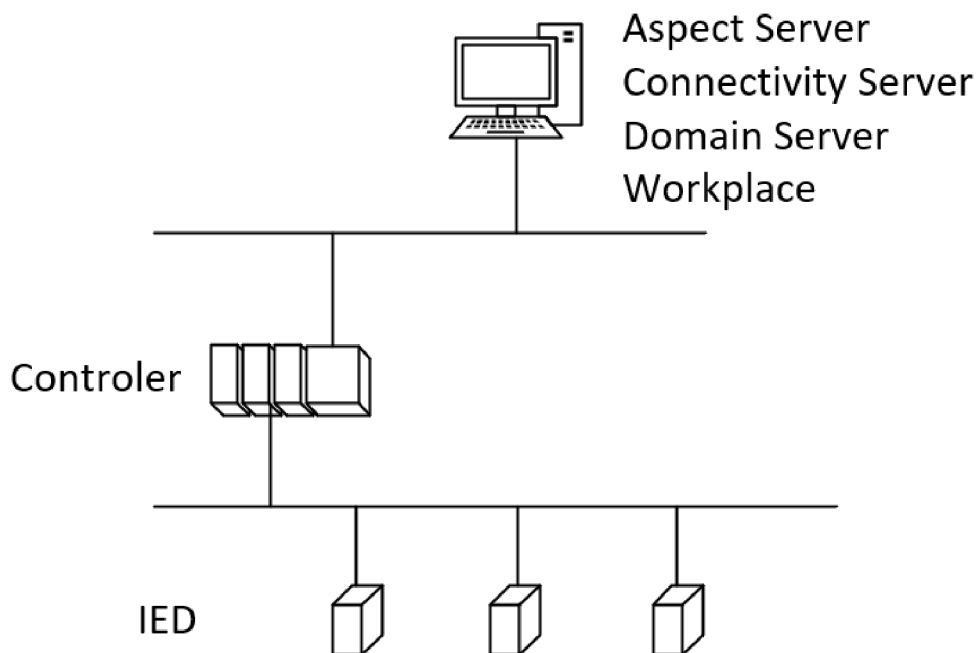 Aspect Server
Connectivity Server
Domain Server
Workplace
Controler
IED